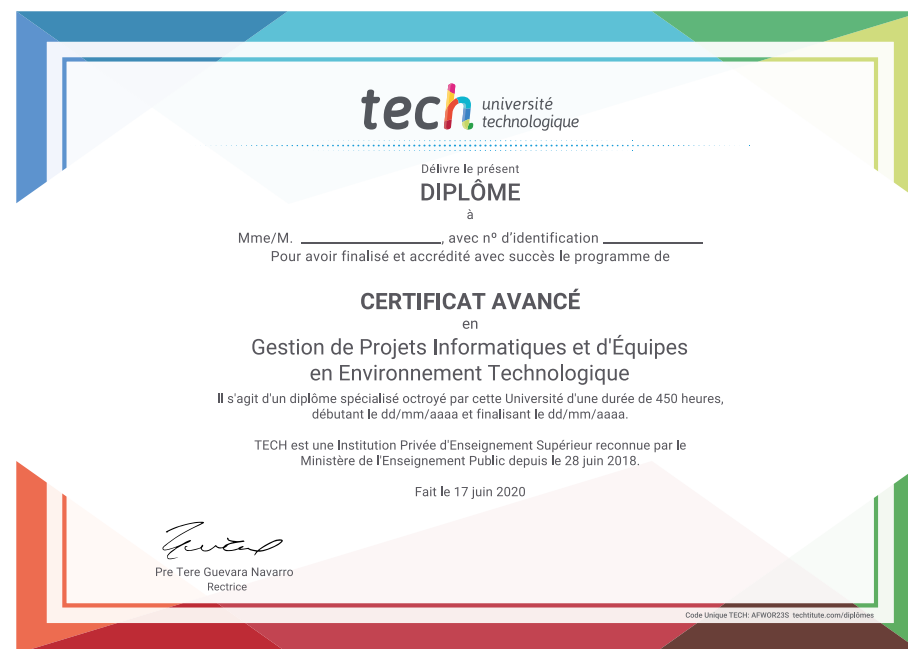 tech université
technologique
Délivre le présent
DIPLÔME
à
Mme/M. ____________________, avec nº d'identification ______________
Pour avoir finalisé et accrédité avec succès le programme de
CERTIFICAT AVANCÉ
en
Gestion de Projets Informatiques et d'Équipes
en Environnement Technologique
Il s'agit d'un diplôme spécialisé octroyé par cette Université d'une durée de 450 heures,
débutant le dd/mm/aaaa et finalisant le dd/mm/aaaa.
TECH est une Institution Privée d'Enseignement Supérieur reconnue par le
Ministère de l'Enseignement Public depuis le 28 juin 2018.
Fait le 17 juin 2020
Pre Tere Guevara Navarro
Rectrice
Code Unique TECH: AFWOR23S techtitute.com/diplômes